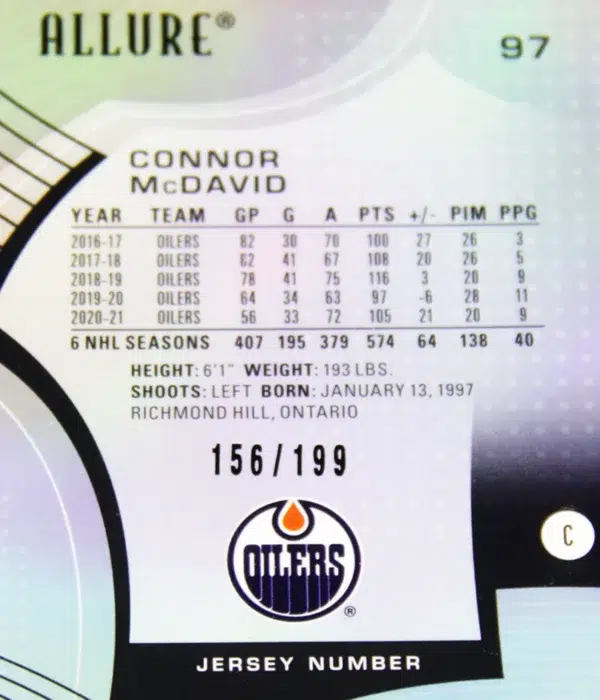 ALLURE®
97
CONNOR
McDAVID
YEAR TEAM GP G A PTS +/- PIM PPG
2016-17 OILERS 82 30 70 100 27 26 3
2017-18 OILERS 82 41 67 108 20 26 5
2018-19 OILERS 78 41 75 116 3 20 9
2019-20 OILERS 64 34 63 97 -6 28 11
2020-21 OILERS 56 33 72 105 21 20 9
6 NHL SEASONS 407 195 379 574 64 138 40
HEIGHT: 6'1" WEIGHT: 193 LBS.
SHOOTS: LEFT BORN: JANUARY 13, 1997
RICHMOND HILL, ONTARIO
156/199
OILERS
®
C
JERSEY NUMBER